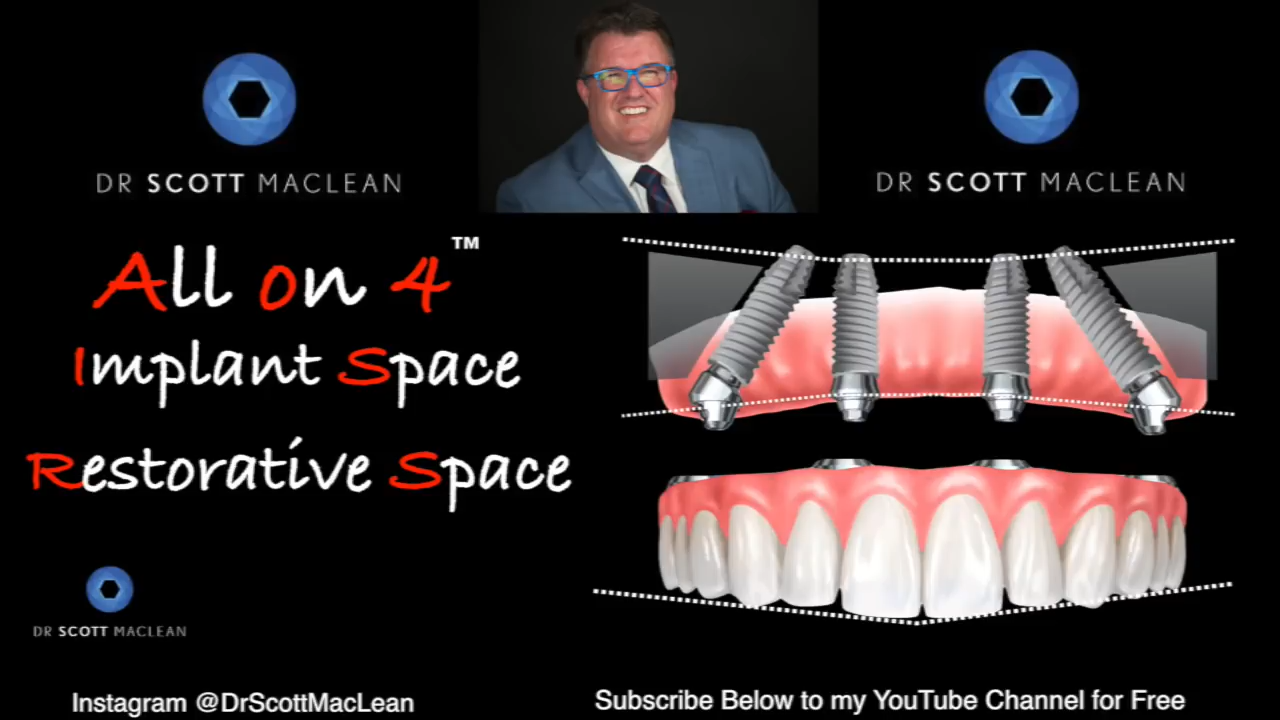 DR SCOTT MACLEAN
DR SCOTT MACLEAN
All on 4™
Implant Space
Restorative Space
DR SCOTT MACLEAN
Instagram @DrScottMacLean
Subscribe Below to my YouTube Channel for Free